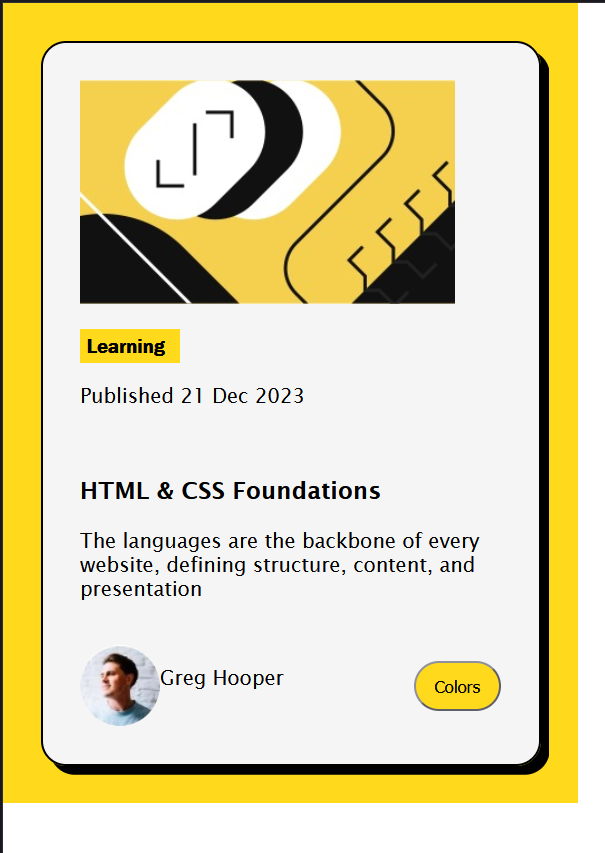 Learning
Published 21 Dec 2023
HTML & CSS Foundations
The languages are the backbone of every
website, defining structure, content, and
presentation
Greg Hooper
Colors